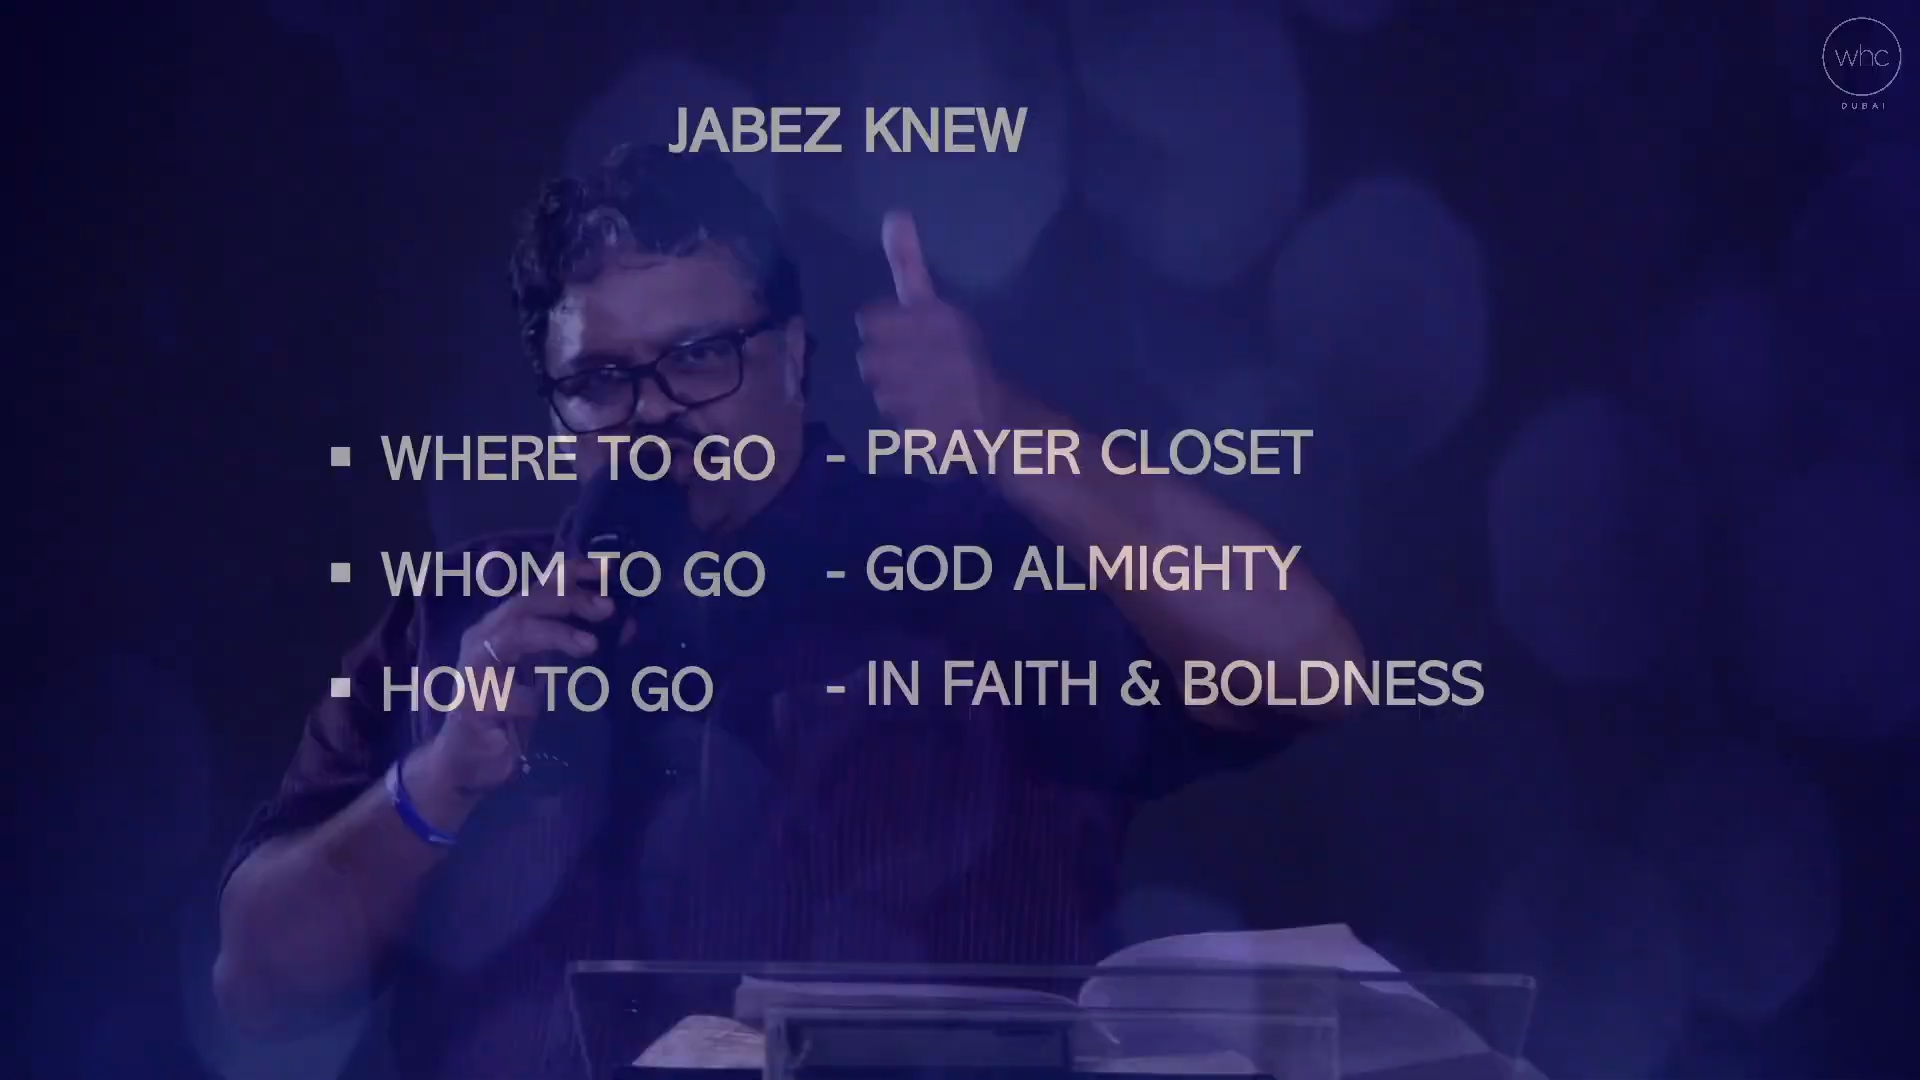 whc
DUBAI
JABEZ KNEW
▪ WHERE TO GO - PRAYER CLOSET
▪ WHOM TO GO - GOD ALMIGHTY
▪ HOW TO GO - IN FAITH & BOLDNESS